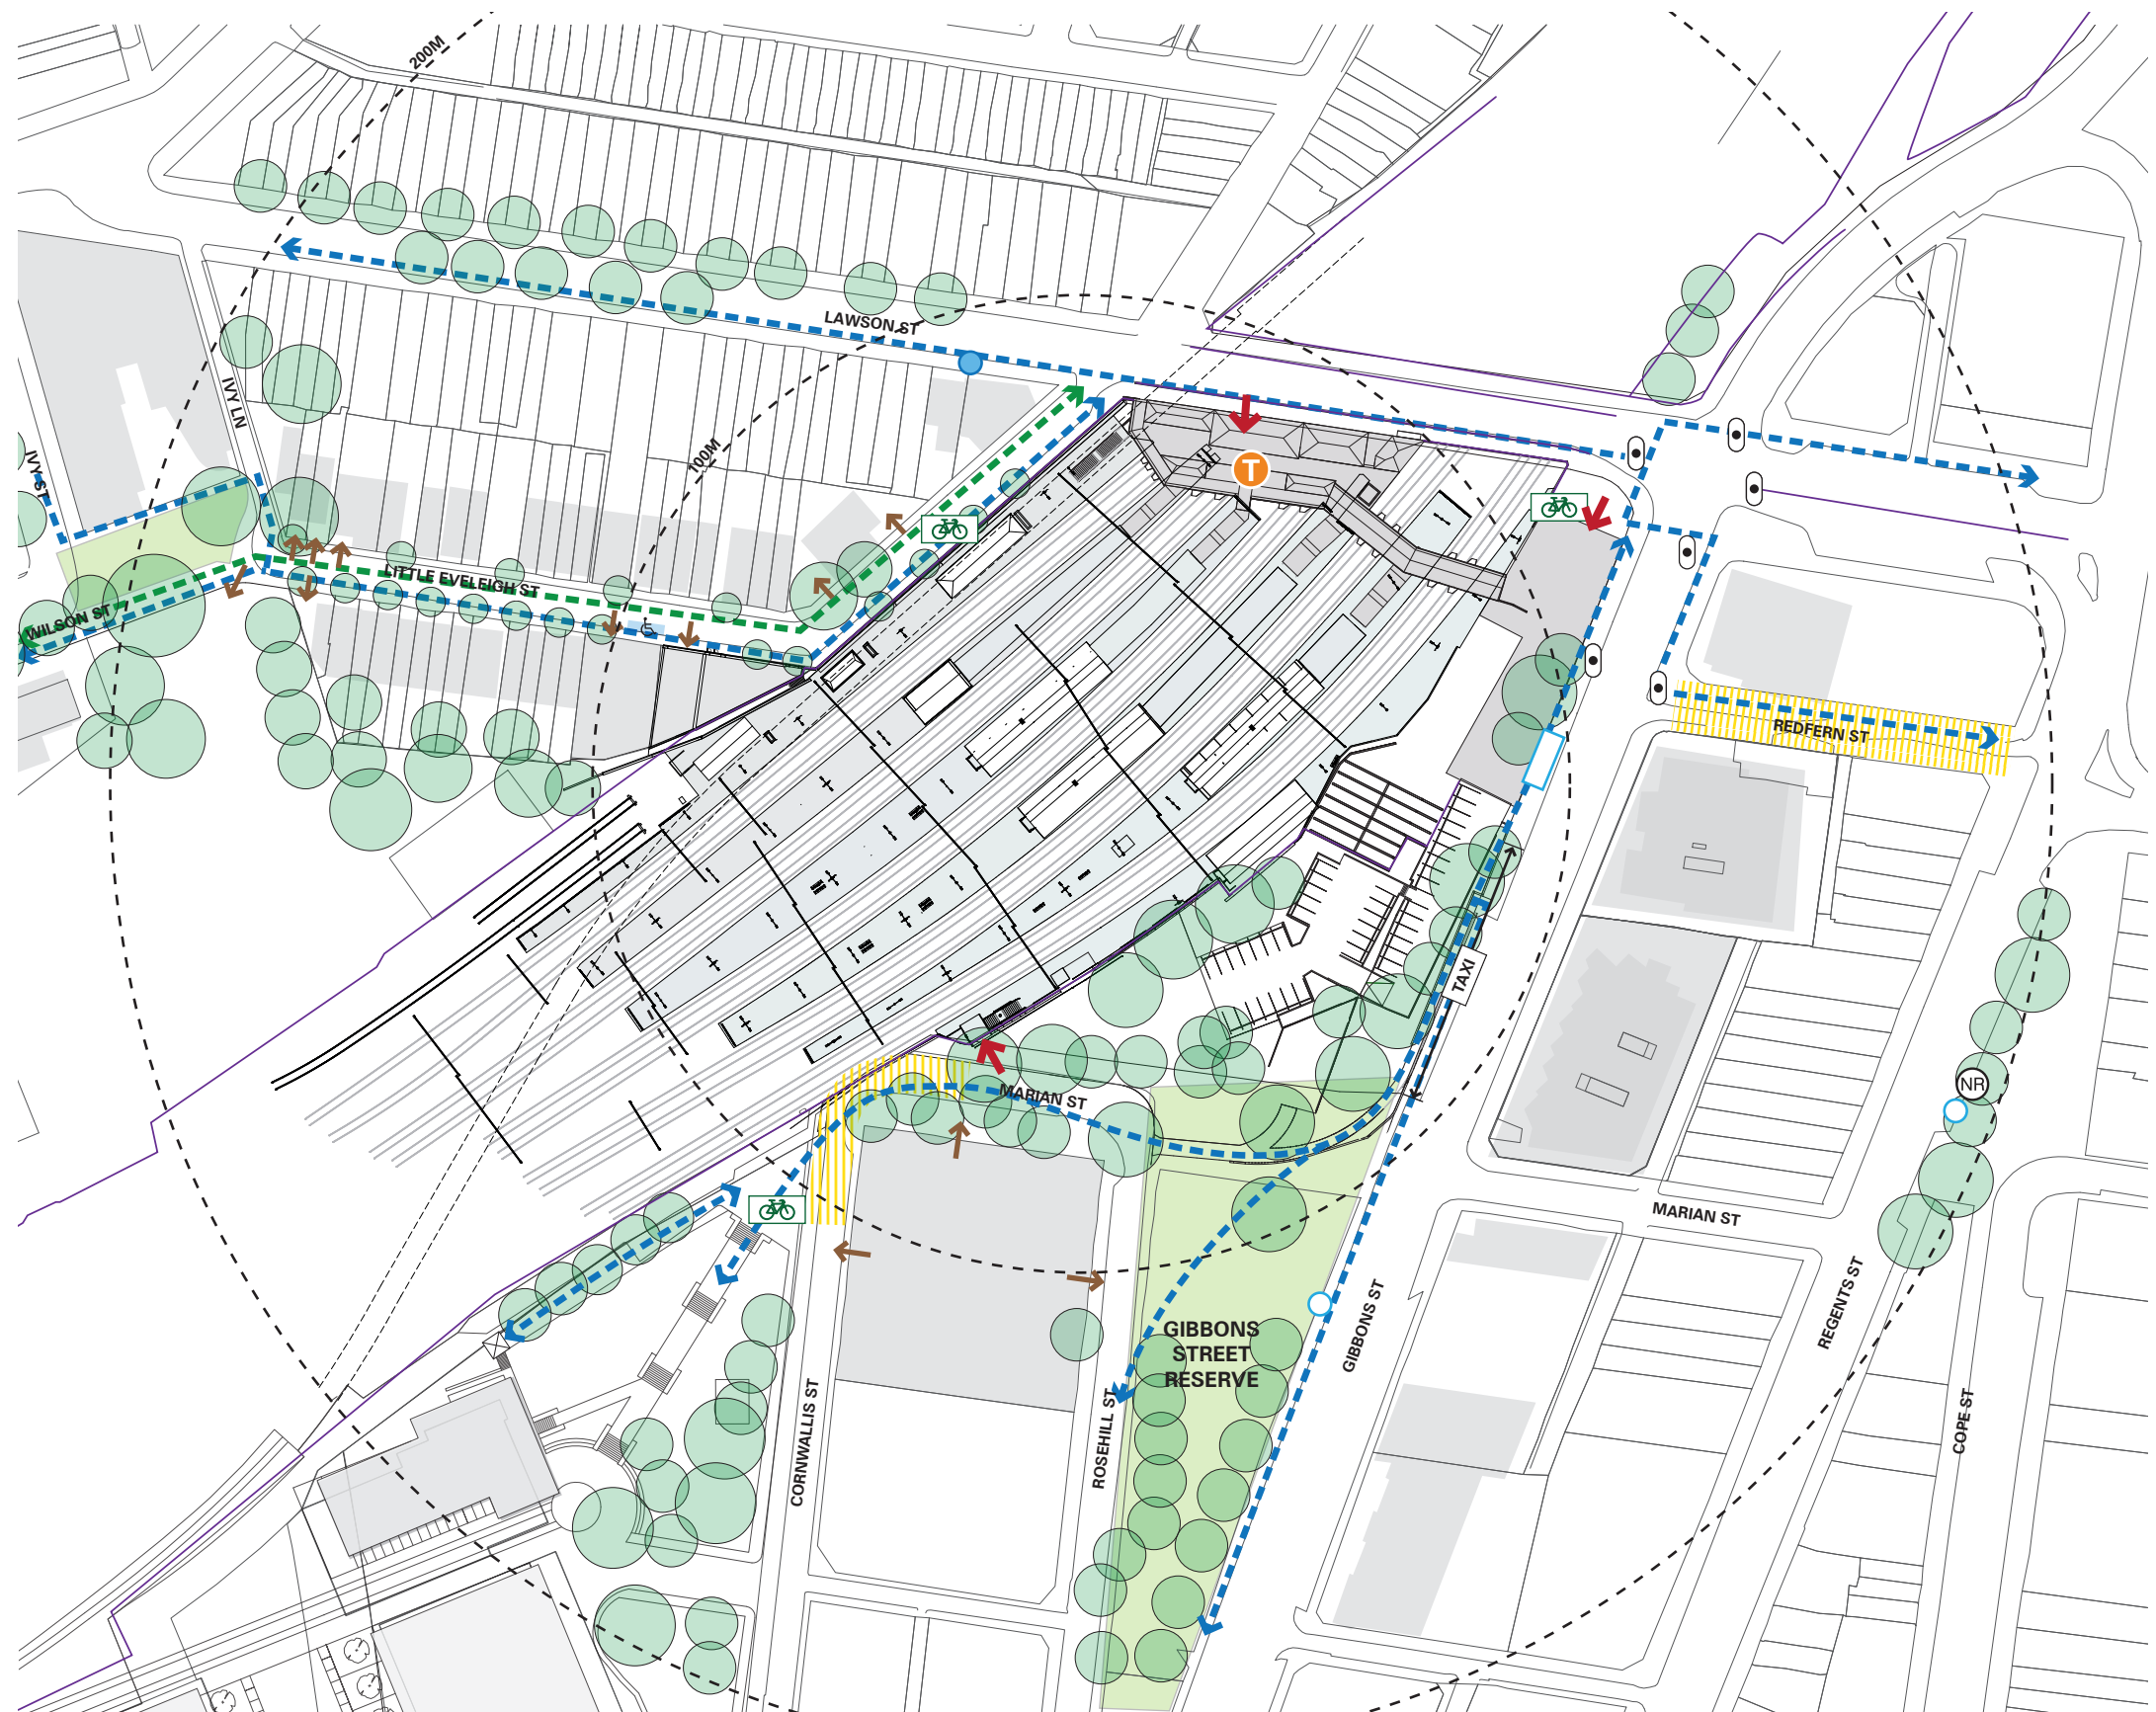 200M
LAWSON ST
IVY LN
100M
T
IVY ST
LITTLE EVELEIGH ST
WILSON ST
REDFERN ST
TAXI
NR
MARIAN ST
MARIAN ST
GIBBONS
STREET
RESERVE
GIBBONS ST
REGENTS ST
CORNWALLIS ST
ROSEHILL ST
COPE ST